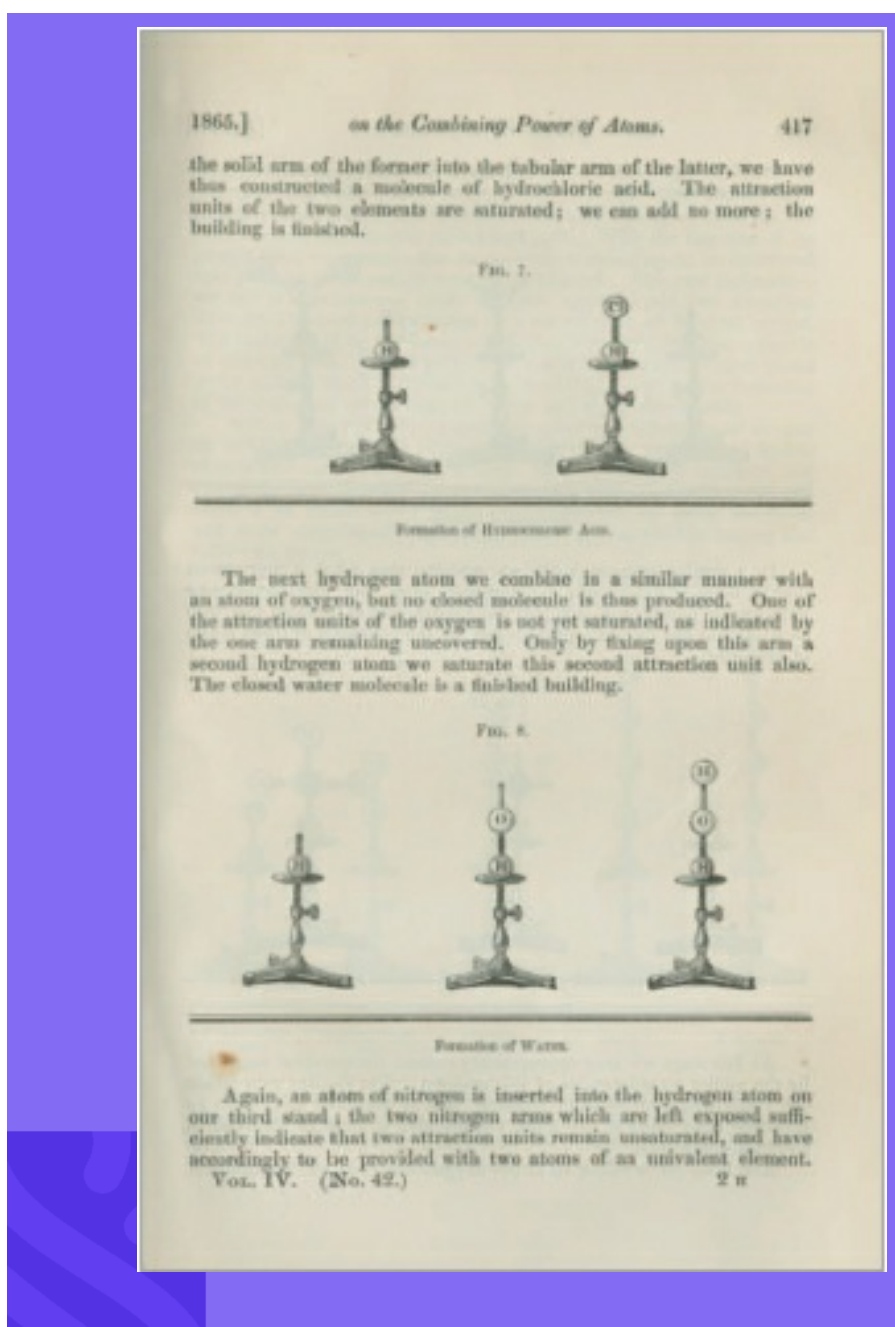 1865.] on the Combining Power of Atoms. 417
the solid arm of the former into the tubular arm of the latter, we have
thus constructed a molecule of hydrochloric acid. The attraction
units of the two elements are saturated; we can add no more; the
building is finished.
Fig. 7.
Cl
H H
Formation of Hydrochloric Acid.
The next hydrogen atom we combine in a similar manner with
an atom of oxygen, but no closed molecule is thus produced. One of
the attraction units of the oxygen is not yet saturated, as indicated by
the one arm remaining uncovered. Only by fixing upon this arm a
second hydrogen atom we saturate this second attraction unit also.
The closed water molecule is a finished building.
Fig. 8.
H
O O
H H H
Formation of Water.
Again, an atom of nitrogen is inserted into the hydrogen atom on
our third stand; the two nitrogen arms which are left exposed suffi-
ciently indicate that two attraction units remain unsaturated, and have
accordingly to be provided with two atoms of an univalent element.
Vol. IV. (No. 42.) 2 H